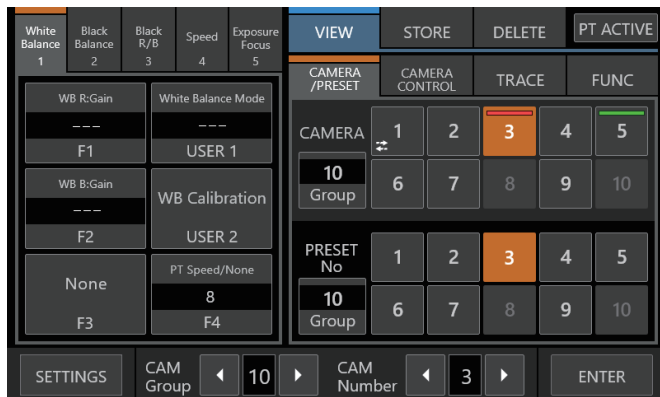 White
Balance
1
Black
Balance
2
Black
R/B
3
Speed
4
Exposure
Focus
5
WB R:Gain
---
F1
White Balance Mode
---
USER 1
WB B:Gain
---
F2
WB Calibration
USER 2
None
F3
PT Speed/None
8
F4
VIEW
STORE
DELETE
PT ACTIVE
CAMERA
/PRESET
CAMERA
CONTROL
TRACE
FUNC
CAMERA
10
Group
1 2 3 4 5
6 7 8 9 10
PRESET
No
10
Group
1 2 3 4 5
6 7 8 9 10
SETTINGS
CAM
Group
10
CAM
Number
3
ENTER